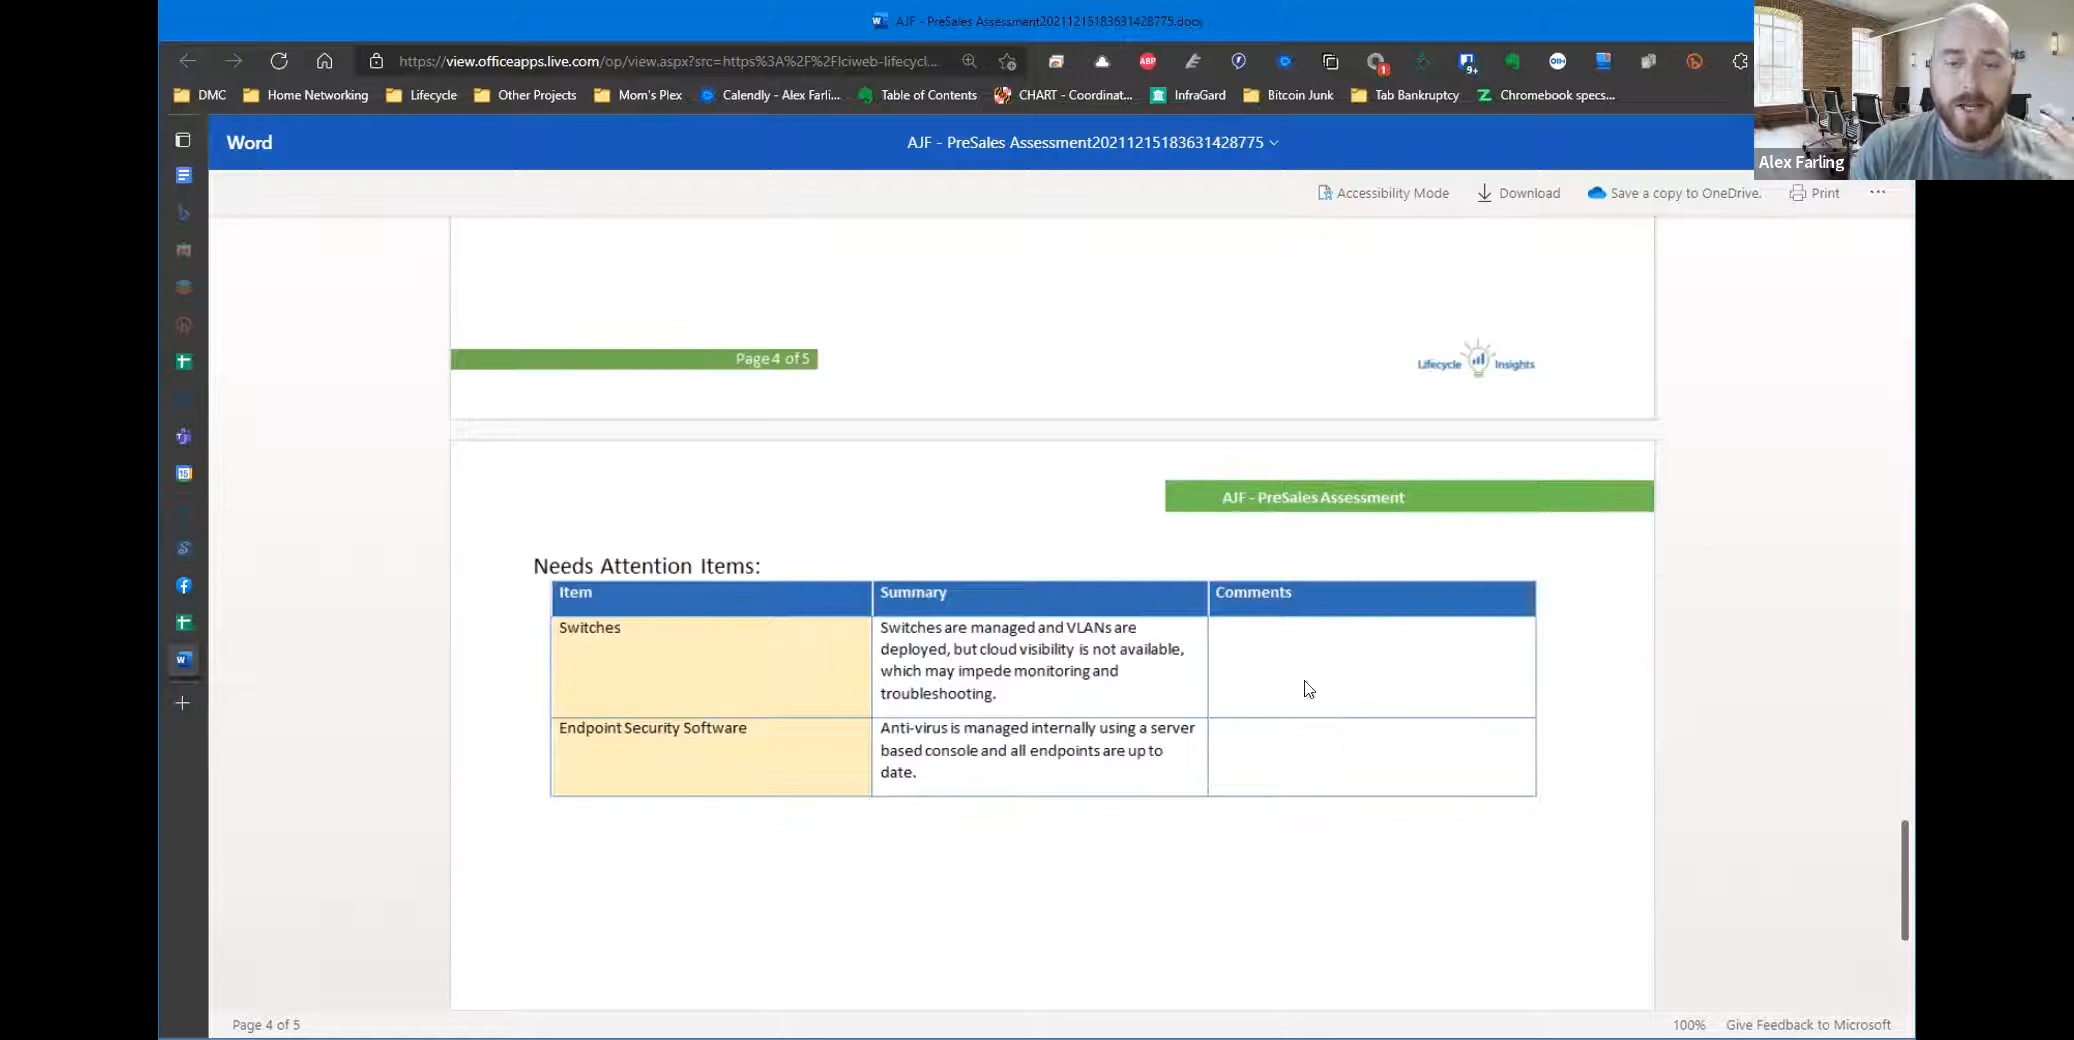 AJF - PreSales Assessment20211215183631428775.docx
https://view.officeapps.live.com/op/view.aspx?src=https%3A%2F%2Flciweb-lifecycl...
ABP
1
9+
DMC Home Networking Lifecycle Other Projects Mom's Plex Calendly - Alex Farli... Table of Contents CHART - Coordinat... InfraGard Bitcoin Junk Tab Bankruptcy Chromebook specs...
Alex Farling
Word
AJF - PreSales Assessment20211215183631428775
Accessibility Mode Download Save a copy to OneDrive. Print ...
15
Page 4 of 5
Lifecycle Insights
AJF - PreSales Assessment
Needs Attention Items:
Item Summary Comments
Switches
Switches are managed and VLANs are
deployed, but cloud visibility is not available,
which may impede monitoring and
troubleshooting.
Endpoint Security Software
Anti-virus is managed internally using a server
based console and all endpoints are up to
date.
Page 4 of 5
100% Give Feedback to Microsoft